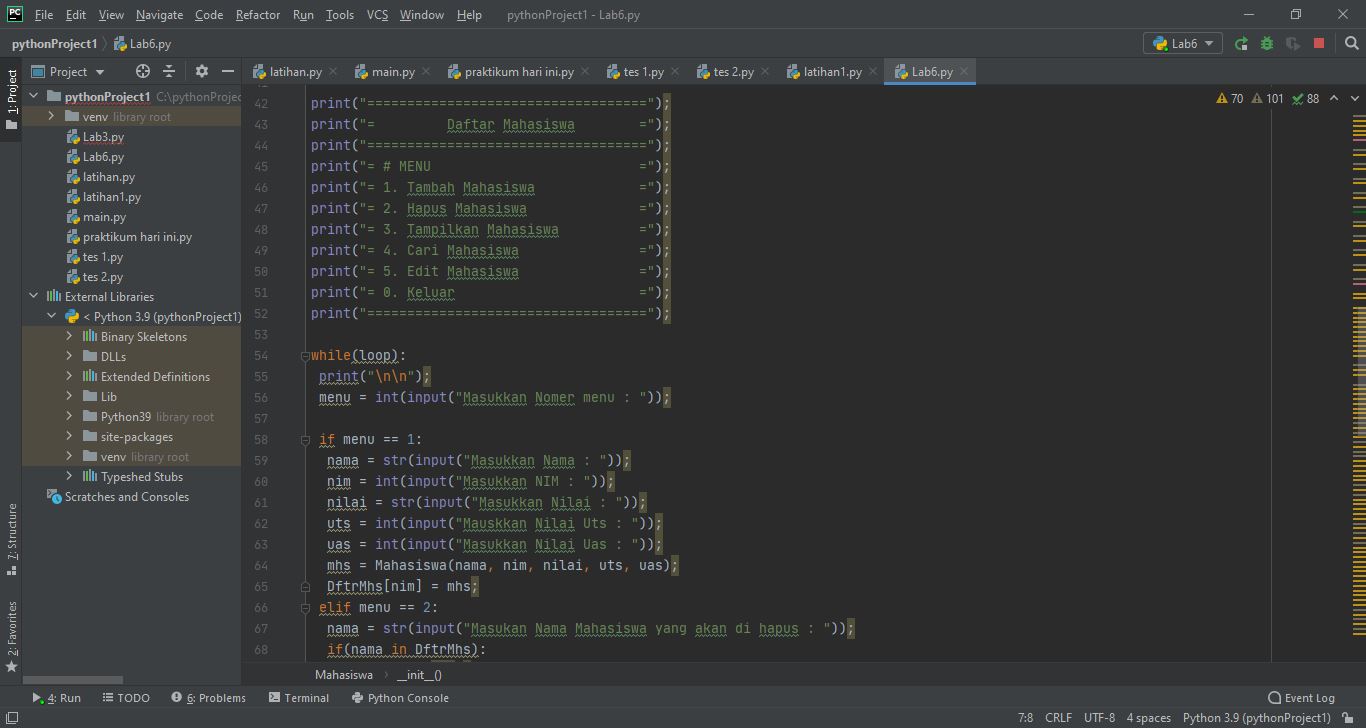 PC File Edit View Navigate Code Refactor Run Tools VCS Window Help pythonProject1 - Lab6.py
pythonProject1 Lab6.py Lab6
Project latihan.py main.py praktikum hari ini.py tes 1.py tes 2.py latihan1.py Lab6.py
1: Project
7: Structure
2: Favorites
pythonProject1 C:\pythonProjec
venv library root
Lab3.py
Lab6.py
latihan.py
latihan1.py
main.py
praktikum hari ini.py
tes 1.py
tes 2.py
External Libraries
< Python 3.9 (pythonProject1)
Binary Skeletons
DLLs
Extended Definitions
Lib
Python39 library root
site-packages
venv library root
Typeshed Stubs
Scratches and Consoles
70 101 88
42 print("===================================");
43 print("=         Daftar Mahasiswa        =");
44 print("===================================");
45 print("= # MENU                          =");
46 print("= 1. Tambah Mahasiswa             =");
47 print("= 2. Hapus Mahasiswa              =");
48 print("= 3. Tampilkan Mahasiswa          =");
49 print("= 4. Cari Mahasiswa               =");
50 print("= 5. Edit Mahasiswa               =");
51 print("= 0. Keluar                       =");
52 print("===================================");
53
54 while(loop):
55  print("\n\n");
56  menu = int(input("Masukkan Nomer menu : "));
57
58  if menu == 1:
59   nama = str(input("Masukkan Nama : "));
60   nim = int(input("Masukkan NIM : "));
61   nilai = str(input("Masukkan Nilai : "));
62   uts = int(input("Mauskkan Nilai Uts : "));
63   uas = int(input("Masukkan Nilai Uas : "));
64   mhs = Mahasiswa(nama, nim, nilai, uts, uas);
65   DftrMhs[nim] = mhs;
66  elif menu == 2:
67   nama = str(input("Masukan Nama Mahasiswa yang akan di hapus : "));
68   if(nama in DftrMhs):
Mahasiswa __init__()
4: Run TODO 6: Problems Terminal Python Console Event Log
7:8 CRLF UTF-8 4 spaces Python 3.9 (pythonProject1)